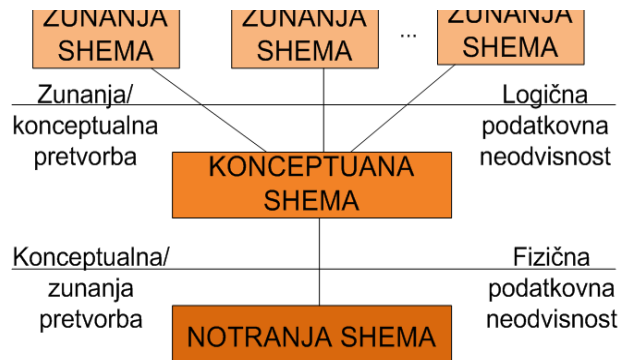 ZUNANJA
SHEMA
ZUNANJA
SHEMA
...
ZUNANJA
SHEMA
Zunanja/
konceptualna
pretvorba
Logična
podatkovna
neodvisnost
KONCEPTUANA
SHEMA
Konceptualna/
zunanja
pretvorba
Fizična
podatkovna
neodvisnost
NOTRANJA SHEMA